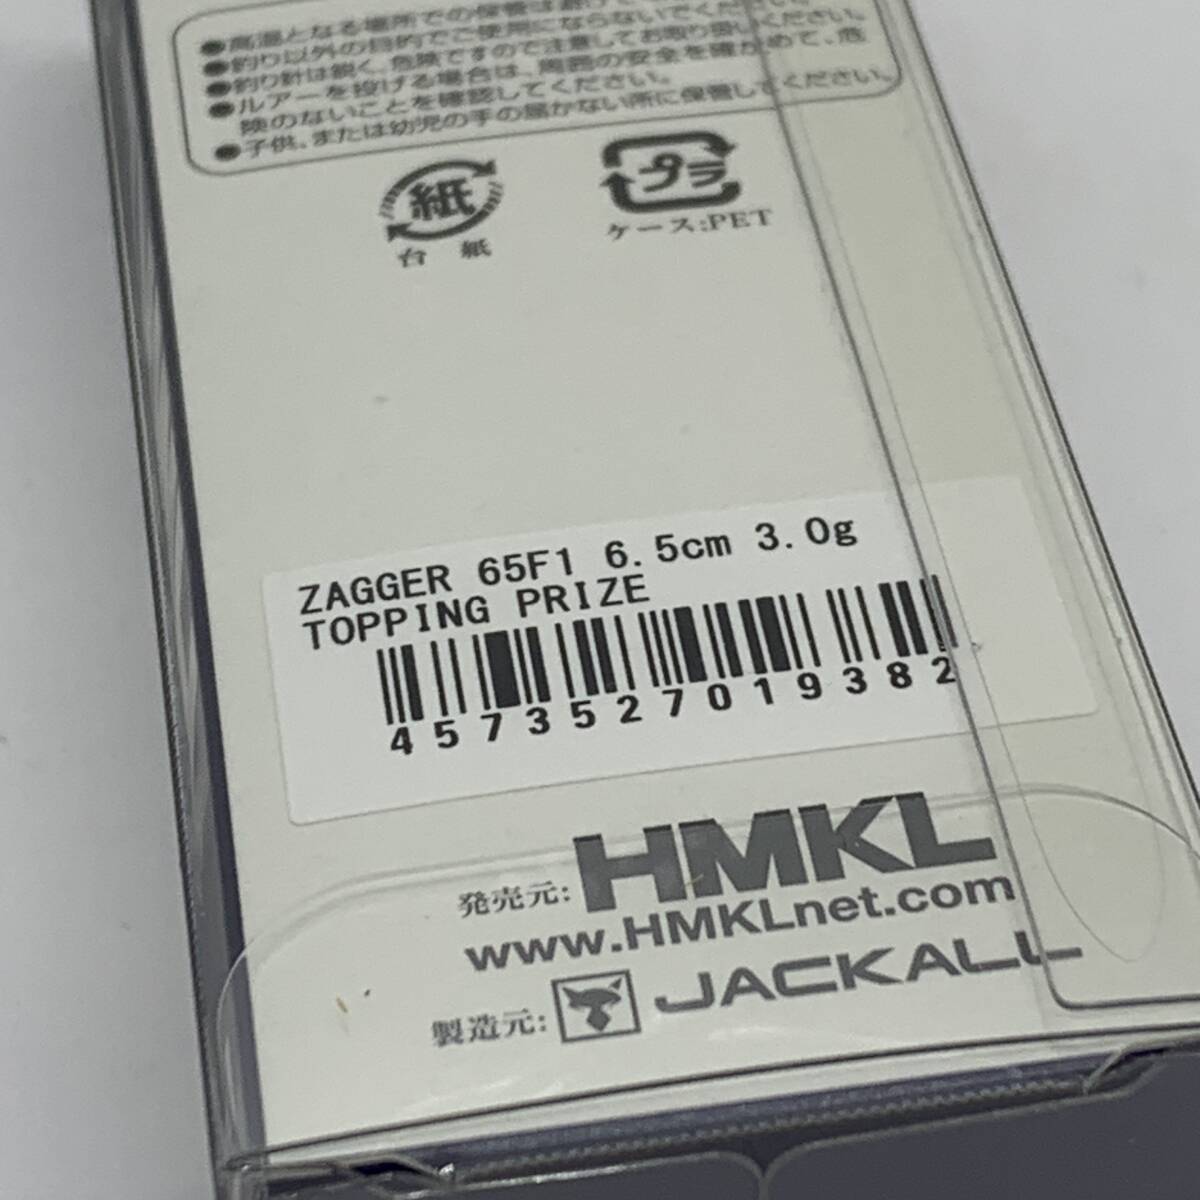 ●高温となる場所での保管は避けて
●釣り以外の目的でご使用にならないでください。
●釣り針は鋭く、危険ですので注意してお取り扱いください。
●ルアーを投げる場合は、周囲の安全を確かめて、危
険のないことを確認してください。
●子供、または幼児の手の届かない所に保管してください。
紙
台 紙
プラ
ケース:PET
ZAGGER 65F1 6.5cm 3.0g
TOPPING PRIZE
4573527019382
発売元: HMKL
www.HMKLnet.com
製造元: JACKALL